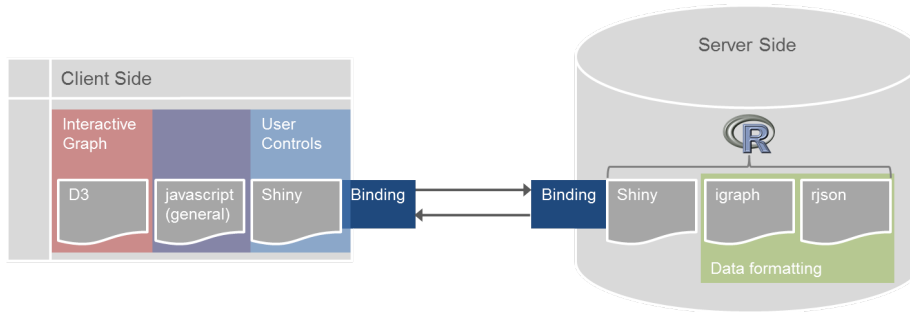 Server Side
Client Side
Interactive
Graph
User
Controls
D3
javascript
(general)
Shiny
Binding
Binding
Shiny
igraph
rjson
Data formatting
R